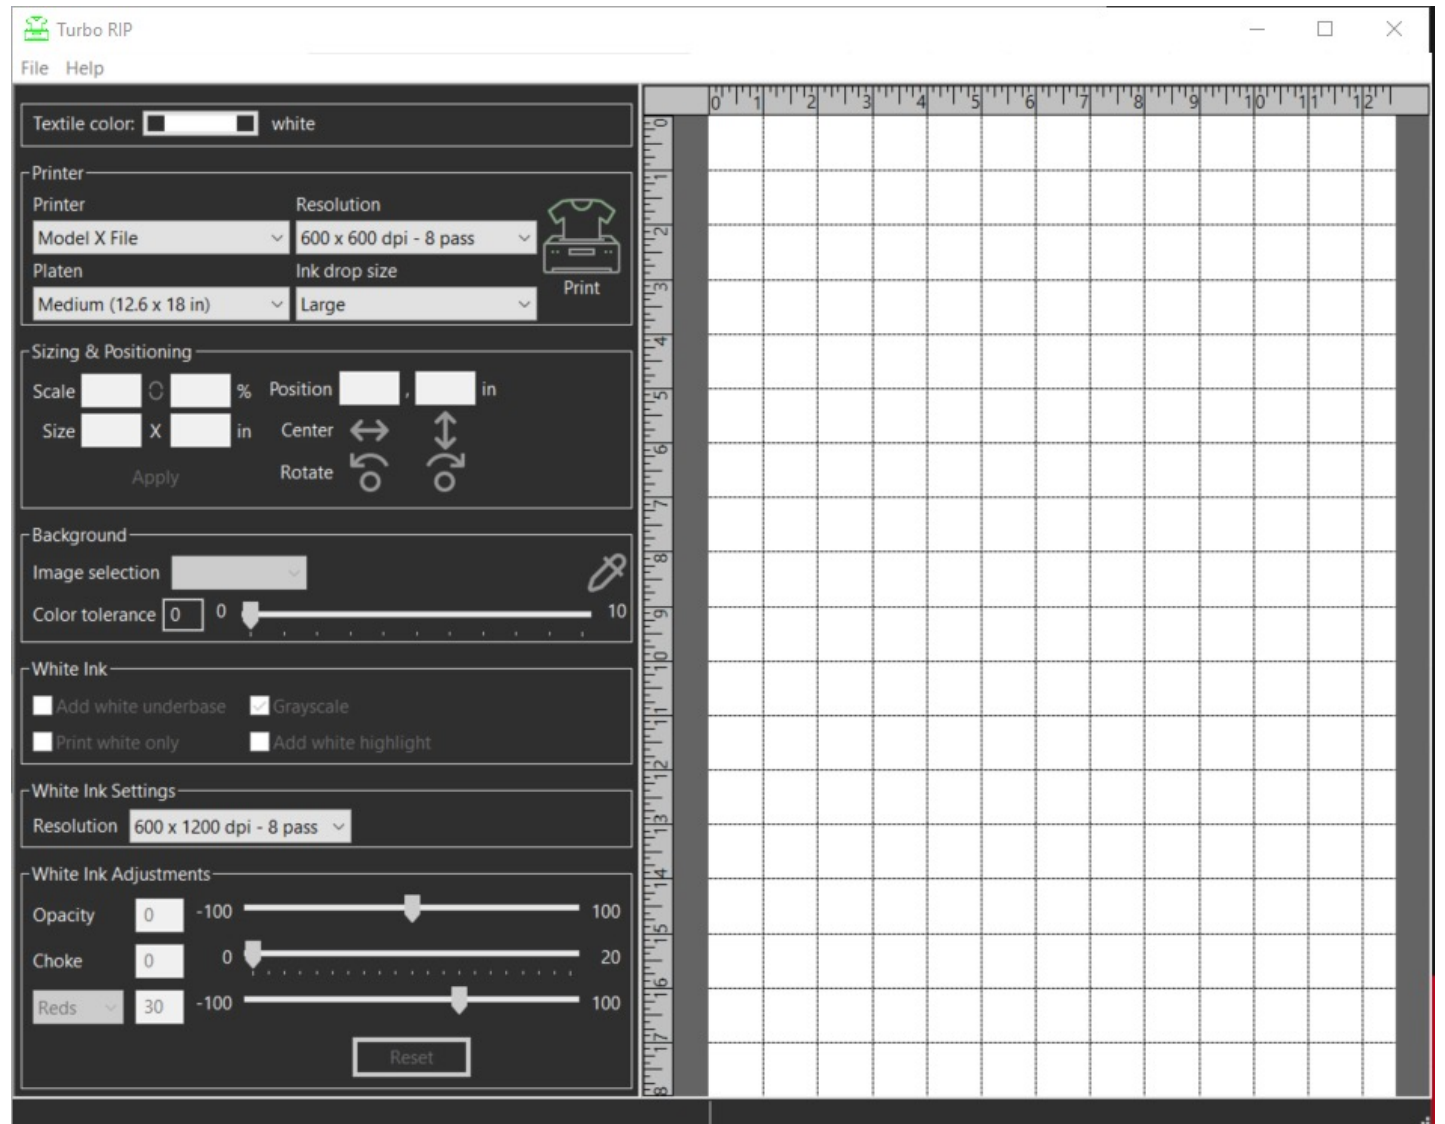 Turbo RIP
File Help
Textile color: white
Printer
Printer Resolution
Model X File 600 x 600 dpi - 8 pass
Platen Ink drop size
Print
Medium (12.6 x 18 in) Large
Sizing & Positioning
Scale % Position , in
Size X in Center
Apply Rotate
Background
Image selection
Color tolerance 0 0 10
White Ink
Add white underbase Grayscale
Print white only Add white highlight
White Ink Settings
Resolution 600 x 1200 dpi - 8 pass
White Ink Adjustments
Opacity 0 -100 100
Choke 0 0 20
Reds 30 -100 100
Reset
0 1 2 3 4 5 6 7 8 9 10 11 12
0 1 2 3 4 5 6 7 8 9 10 11 12 13 14 15 16 17 8